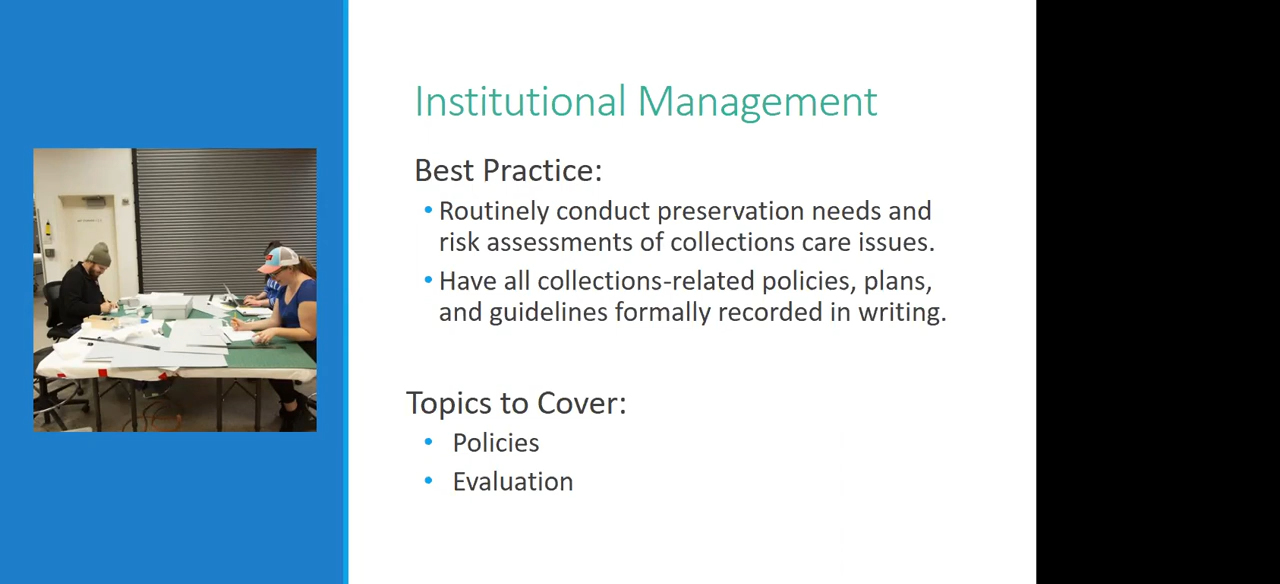 Institutional Management
Best Practice:
• Routinely conduct preservation needs and
risk assessments of collections care issues.
• Have all collections-related policies, plans,
and guidelines formally recorded in writing.
Topics to Cover:
• Policies
• Evaluation